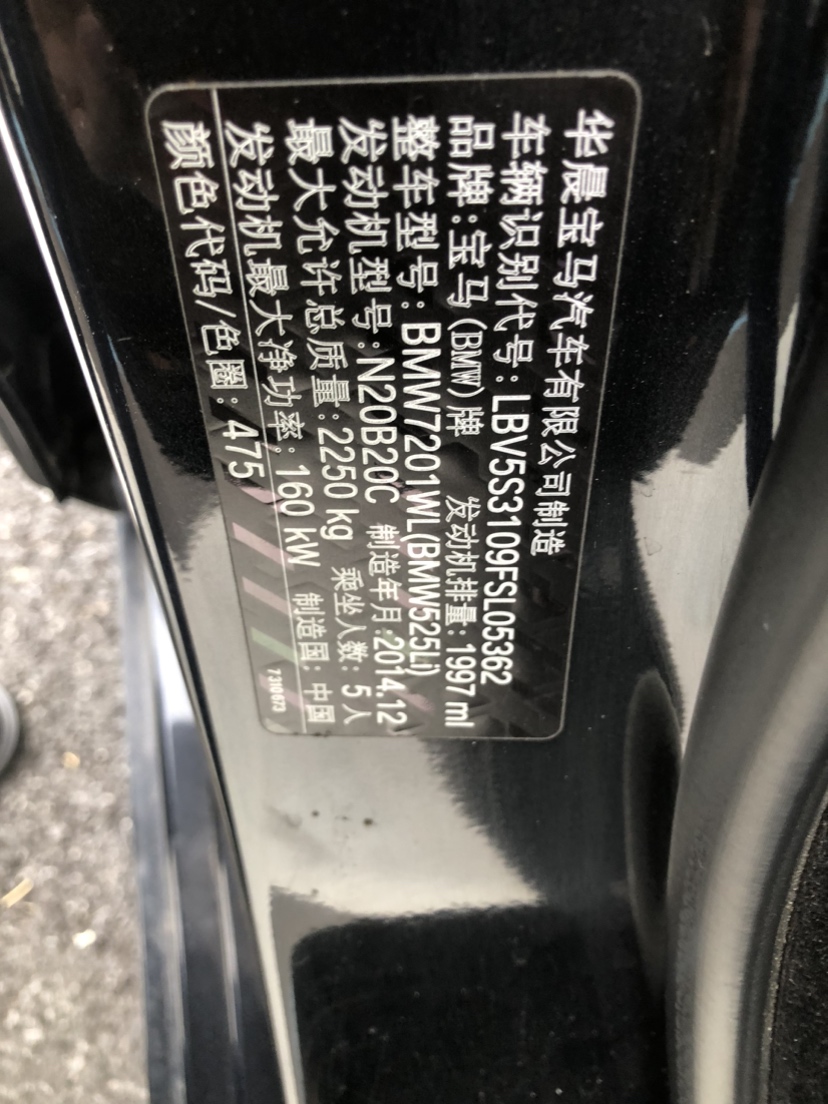 华晨宝马汽车有限公司制造
车辆识别代号:LBV5S3109FSL05362
品牌:宝马(BMW)牌 发动机排量:1997 ml
整车型号:BMW7201WL(BMW525Li)
发动机型号:N20B20C 制造年月:2014.12
最大允许总质量:2250 kg 乘坐人数:5人
发动机最大净功率:160 kW 制造国:中国
颜色代码/色圈:475
7310673